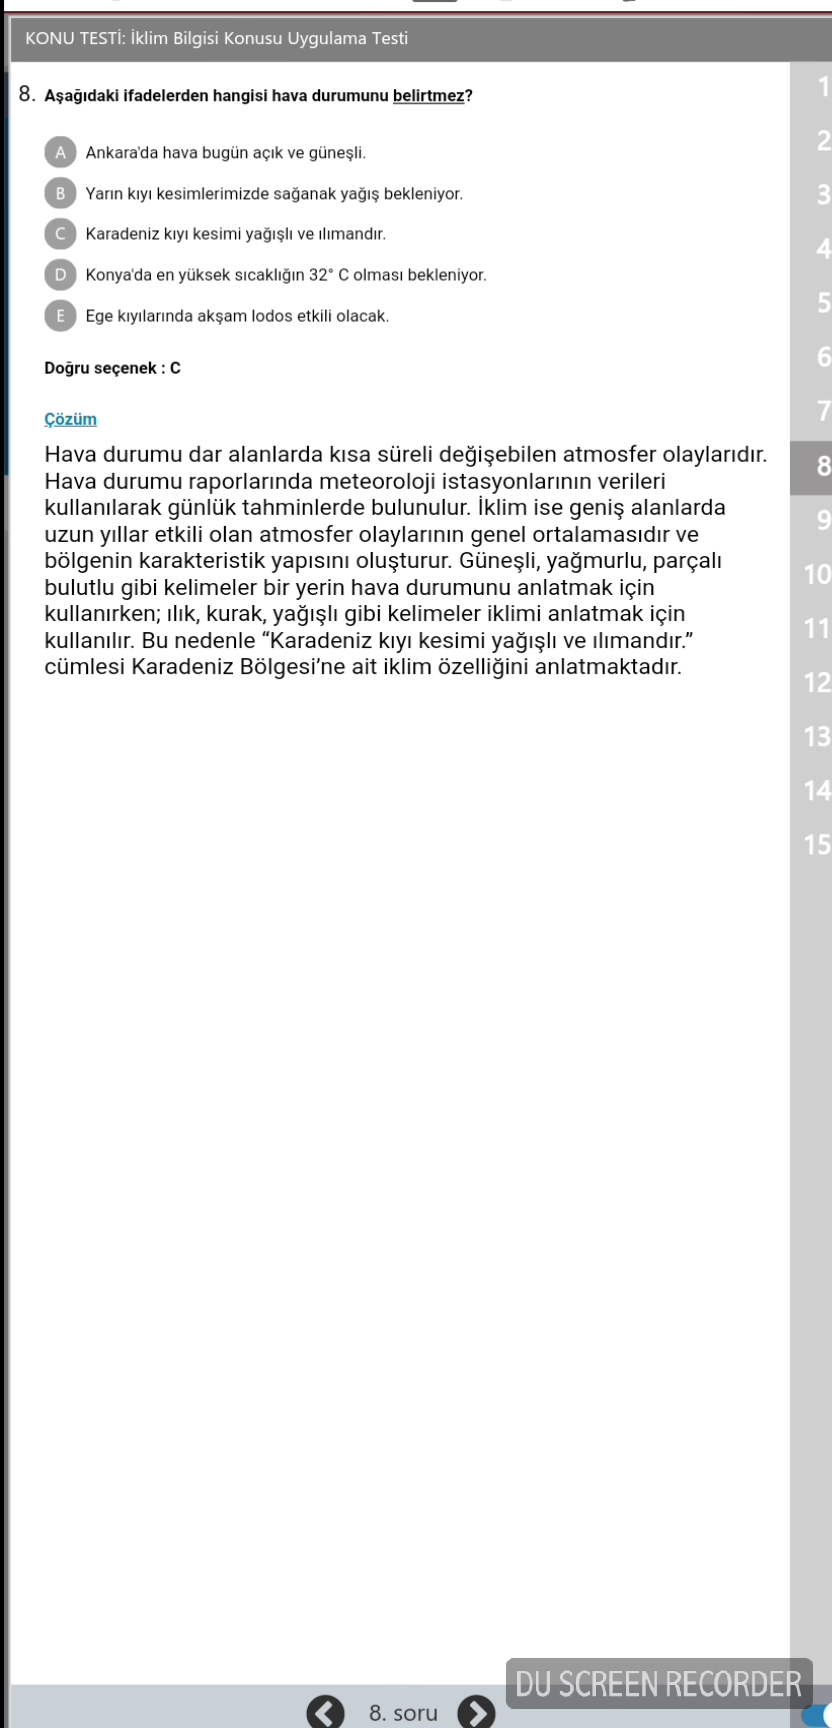 KONU TESTİ: İklim Bilgisi Konusu Uygulama Testi
8. Aşağıdaki ifadelerden hangisi hava durumunu belirtmez?
A Ankara'da hava bugün açık ve güneşli.
B Yarın kıyı kesimlerimizde sağanak yağış bekleniyor.
C Karadeniz kıyı kesimi yağışlı ve ılımandır.
D Konya'da en yüksek sıcaklığın 32° C olması bekleniyor.
E Ege kıyılarında akşam lodos etkili olacak.
Doğru seçenek : C
Çözüm
Hava durumu dar alanlarda kısa süreli değişebilen atmosfer olaylarıdır.
Hava durumu raporlarında meteoroloji istasyonlarının verileri
kullanılarak günlük tahminlerde bulunulur. İklim ise geniş alanlarda
uzun yıllar etkili olan atmosfer olaylarının genel ortalamasıdır ve
bölgenin karakteristik yapısını oluşturur. Güneşli, yağmurlu, parçalı
bulutlu gibi kelimeler bir yerin hava durumunu anlatmak için
kullanırken; ılık, kurak, yağışlı gibi kelimeler iklimi anlatmak için
kullanılır. Bu nedenle “Karadeniz kıyı kesimi yağışlı ve ılımandır.”
cümlesi Karadeniz Bölgesi’ne ait iklim özelliğini anlatmaktadır.
1
2
3
4
5
6
7
8
9
10
11
12
13
14
15
DU SCREEN RECORDER
8. soru